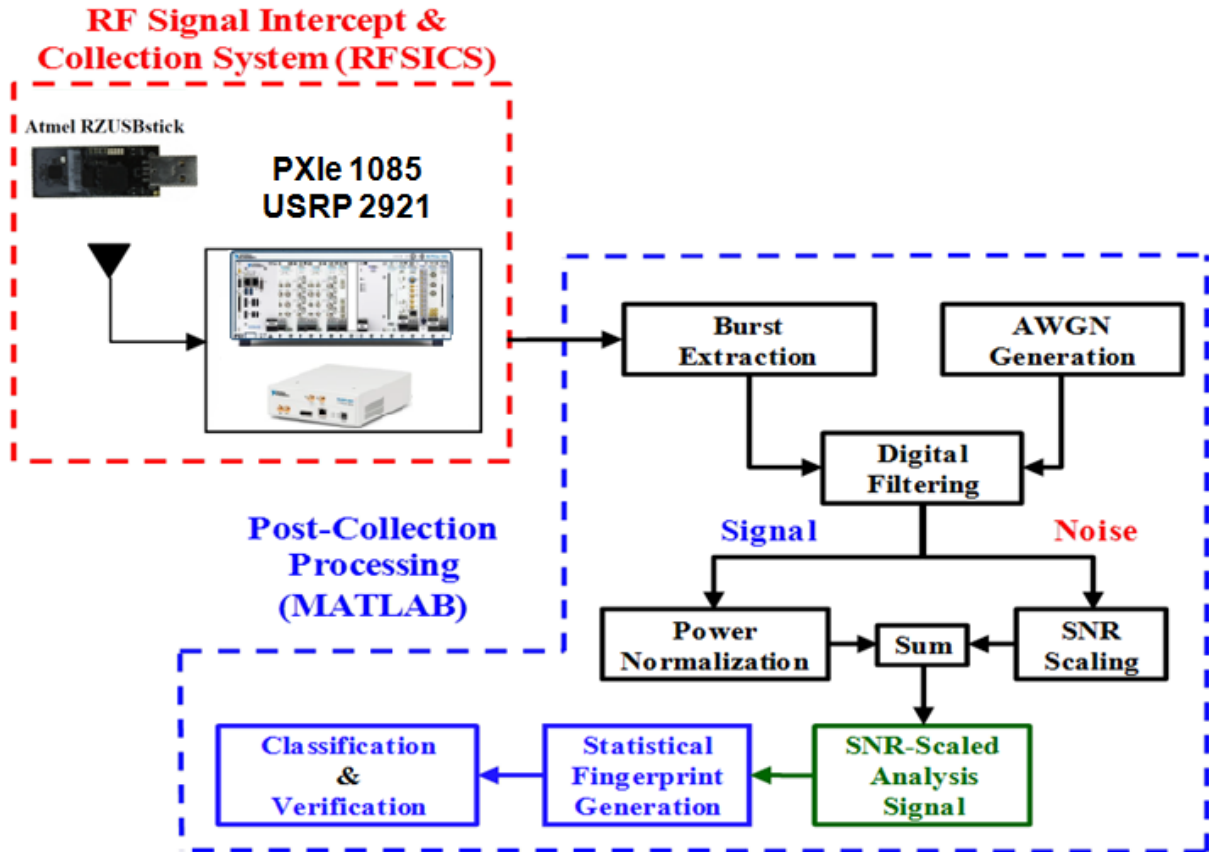 RF Signal Intercept &
Collection System (RFSICS)
Atmel RZUSBstick
PXIe 1085
USRP 2921
Burst
Extraction
AWGN
Generation
Digital
Filtering
Signal
Noise
Post-Collection
Processing
(MATLAB)
Power
Normalization
Sum
SNR
Scaling
Classification
&
Verification
Statistical
Fingerprint
Generation
SNR-Scaled
Analysis
Signal